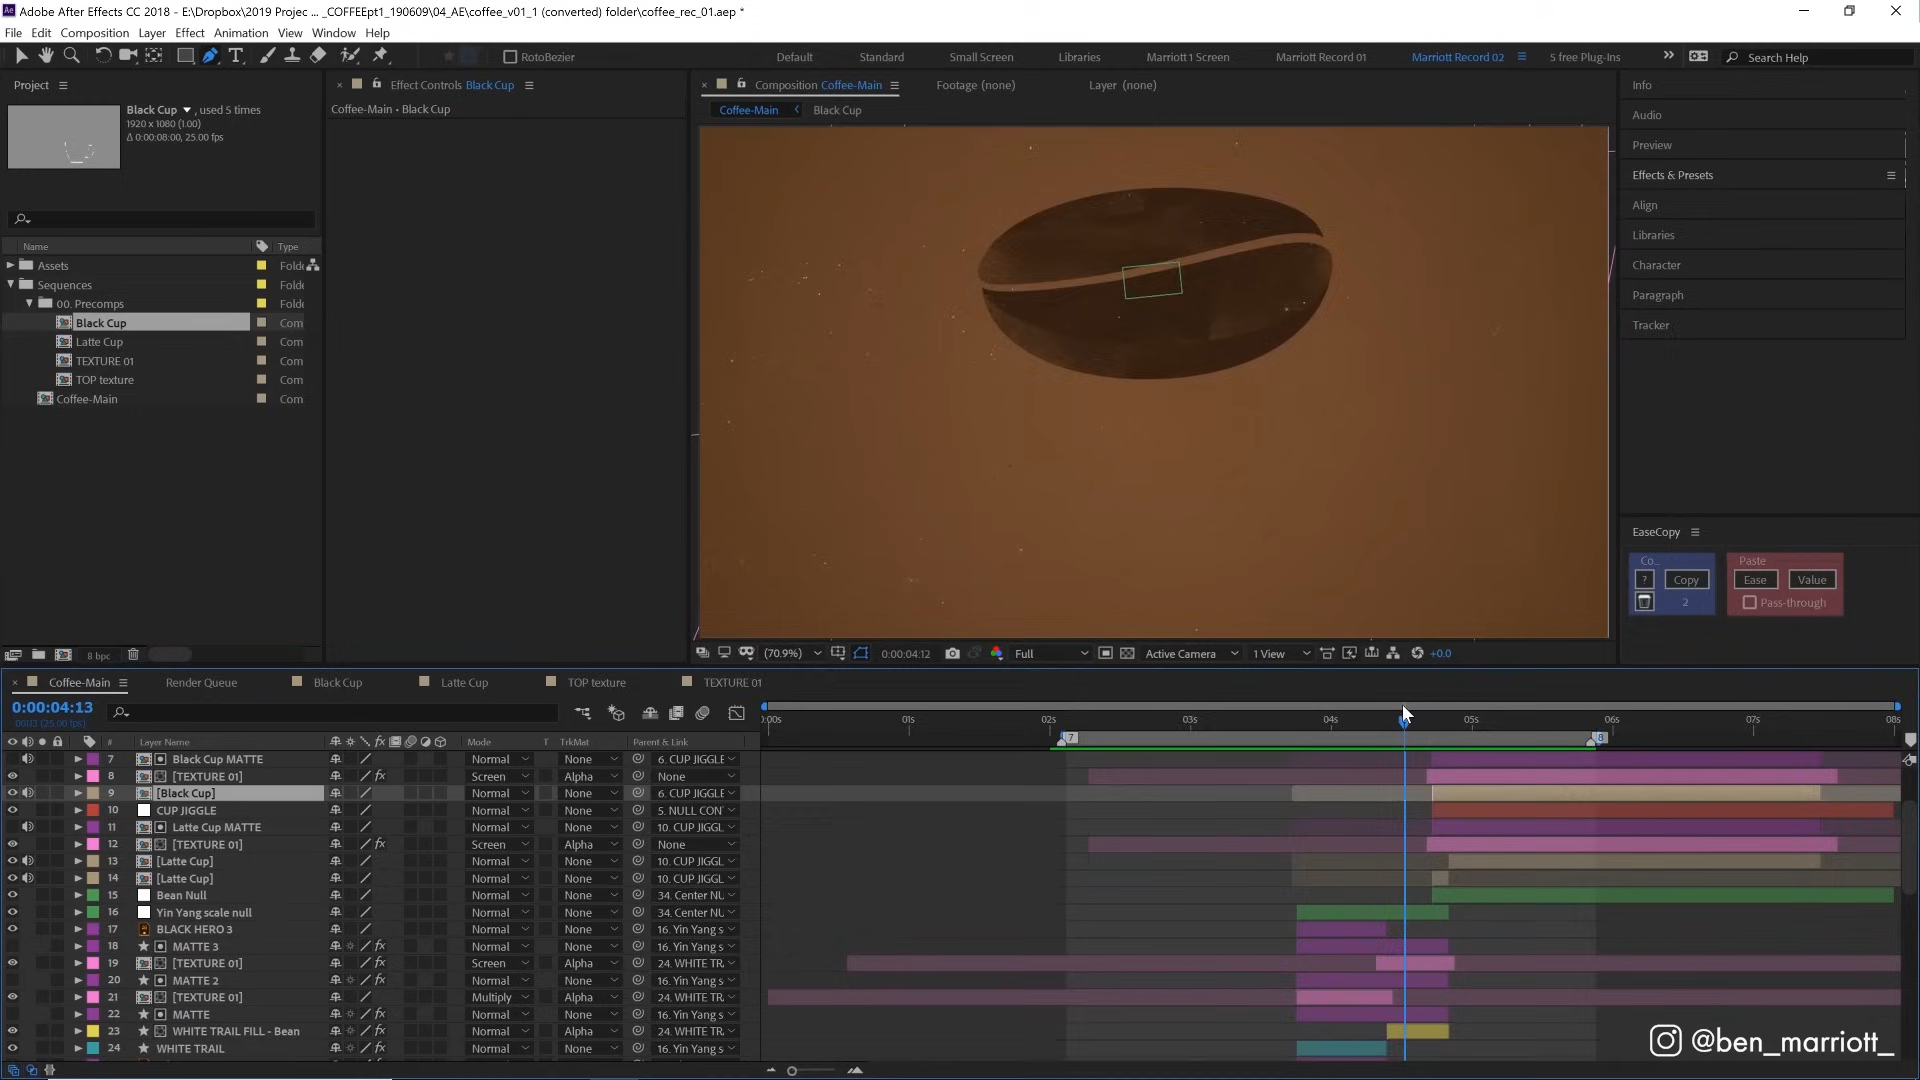 Adobe After Effects CC 2018 - E:\Dropbox\2019 Projec ... _COFFEEpt1_190609\04_AE\coffee_v01_1 (converted) folder\coffee_rec_01.aep *
File Edit Composition Layer Effect Animation View Window Help
RotoBezier Default Standard Small Screen Libraries Marriott 1 Screen Marriott Record 01 Marriott Record 02 5 free Plug-Ins Search Help
Project
Black Cup , used 5 times
1920 x 1080 (1.00)
Δ 0:00:08:00, 25.00 fps
Name Type
Assets Folde
Sequences Folde
00. Precomps Folde
Black Cup Com
Latte Cup Com
TEXTURE 01 Com
TOP texture Com
Coffee-Main Com
8 bpc
Effect Controls Black Cup
Coffee-Main • Black Cup
Composition Coffee-Main Footage (none) Layer (none)
Coffee-Main Black Cup
(70.9%) 0:00:04:12 Full Active Camera 1 View +0.0
Info
Audio
Preview
Effects & Presets
Align
Libraries
Character
Paragraph
Tracker
EaseCopy
Co... Paste
? Copy Ease Value
2 Pass-through
Coffee-Main Render Queue Black Cup Latte Cup TOP texture TEXTURE 01
0:00:04:13
00113 (25.00 fps)
# Layer Name Mode T TrkMat Parent & Link
:00s 01s 02s 03s 04s 05s 06s 07s 08s
7 8
7 Black Cup MATTE Normal None 6. CUP JIGGLE
8 [TEXTURE 01] Screen Alpha None
9 [Black Cup] Normal None 6. CUP JIGGLE
10 CUP JIGGLE Normal None 5. NULL CON
11 Latte Cup MATTE Normal None 10. CUP JIGGL
12 [TEXTURE 01] Screen Alpha None
13 [Latte Cup] Normal None 10. CUP JIGGL
14 [Latte Cup] Normal None 10. CUP JIGGL
15 Bean Null Normal None 34. Center NU
16 Yin Yang scale null Normal None 34. Center NU
17 BLACK HERO 3 Normal None 16. Yin Yang s
18 MATTE 3 Normal None 16. Yin Yang s
19 [TEXTURE 01] Screen Alpha 24. WHITE TR
20 MATTE 2 Normal None 16. Yin Yang s
21 [TEXTURE 01] Multiply Alpha 24. WHITE TR
22 MATTE Normal None 16. Yin Yang s
23 WHITE TRAIL FILL - Bean Normal Alpha 24. WHITE TR
24 WHITE TRAIL Normal None 16. Yin Yang s
@ben_marriott_